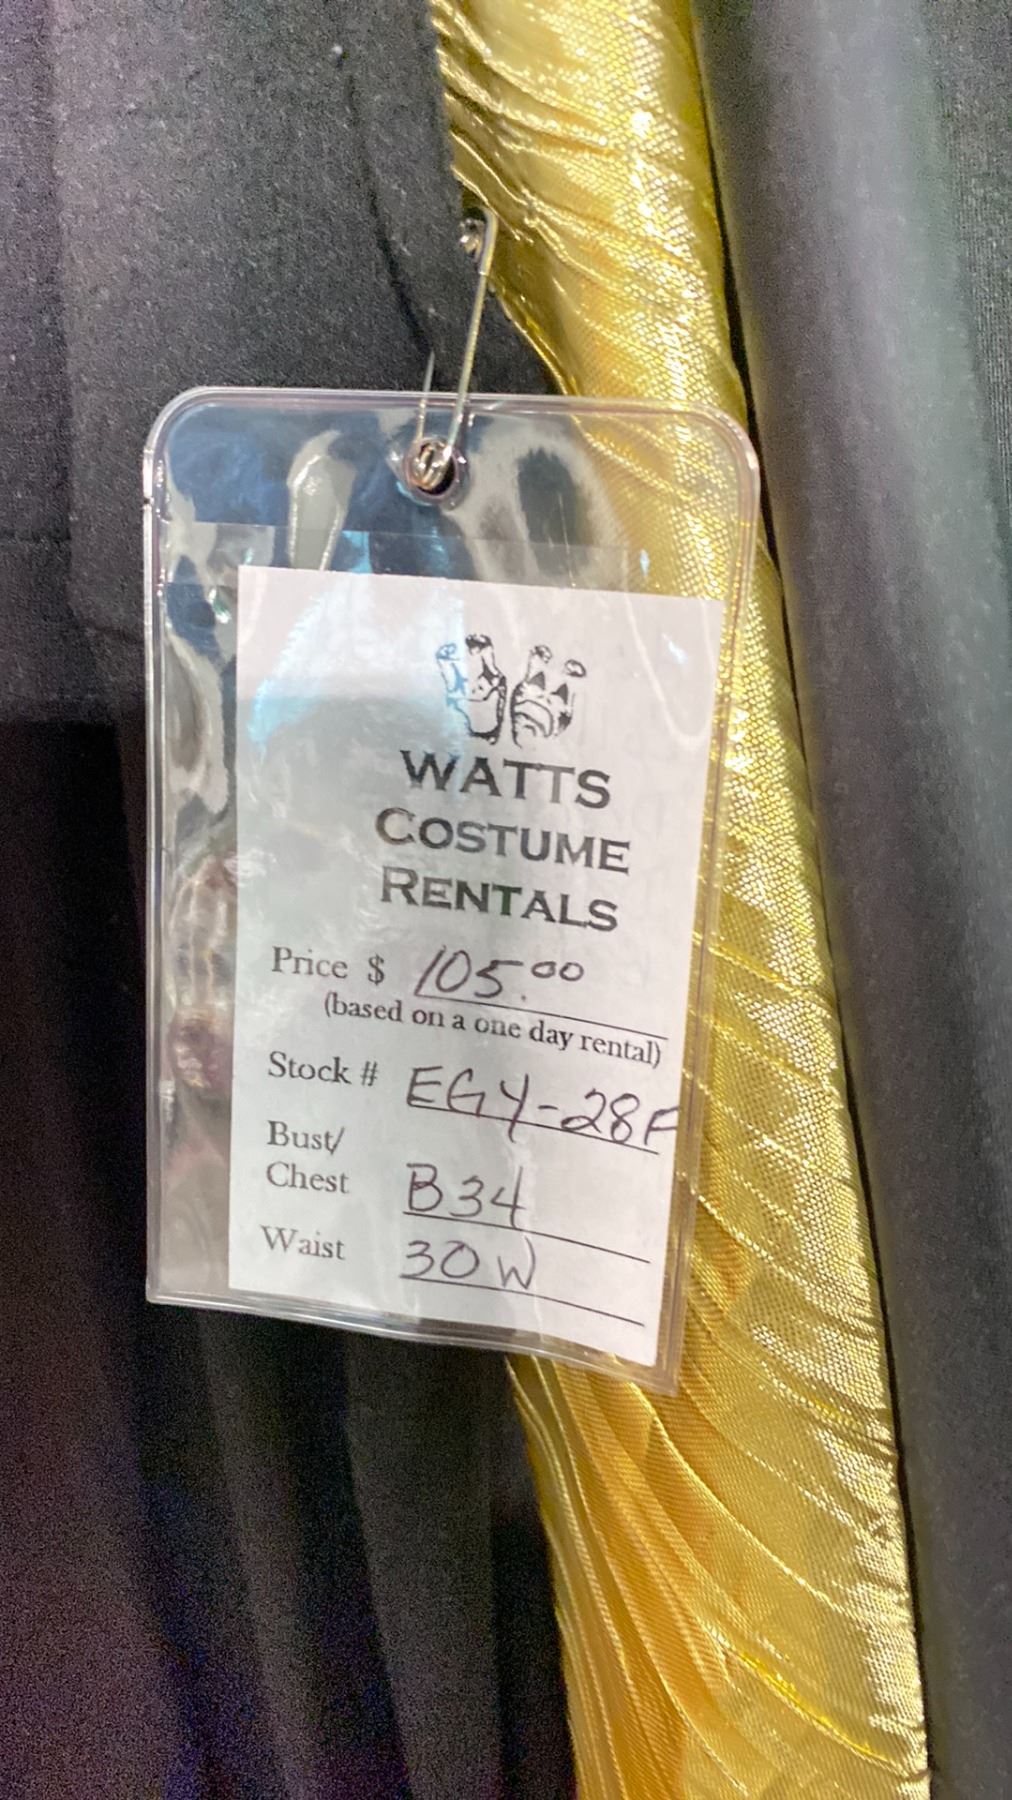 WATTS
COSTUME
RENTALS
Price $ 105.00
(based on a one day rental)
Stock # EGY-28F
Bust/
Chest B34
Waist 30W